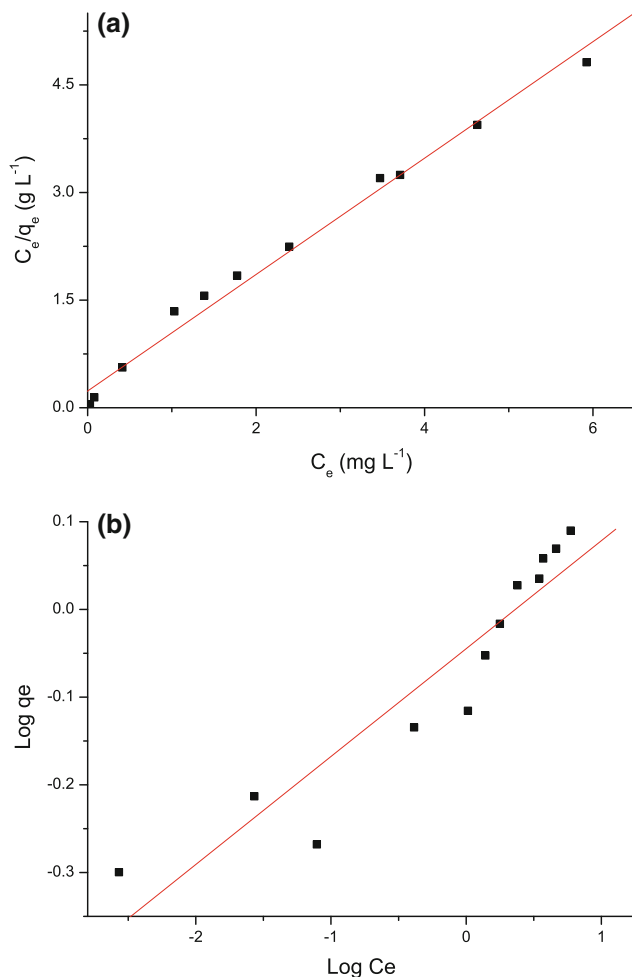 (a)
4.5
3.0
1.5
0.0
0 2 4 6
C_e/q_e (g L^-1)
C_e (mg L^-1)
(b)
0.1
0.0
-0.1
-0.2
-0.3
-2 -1 0 1
Log qe
Log Ce